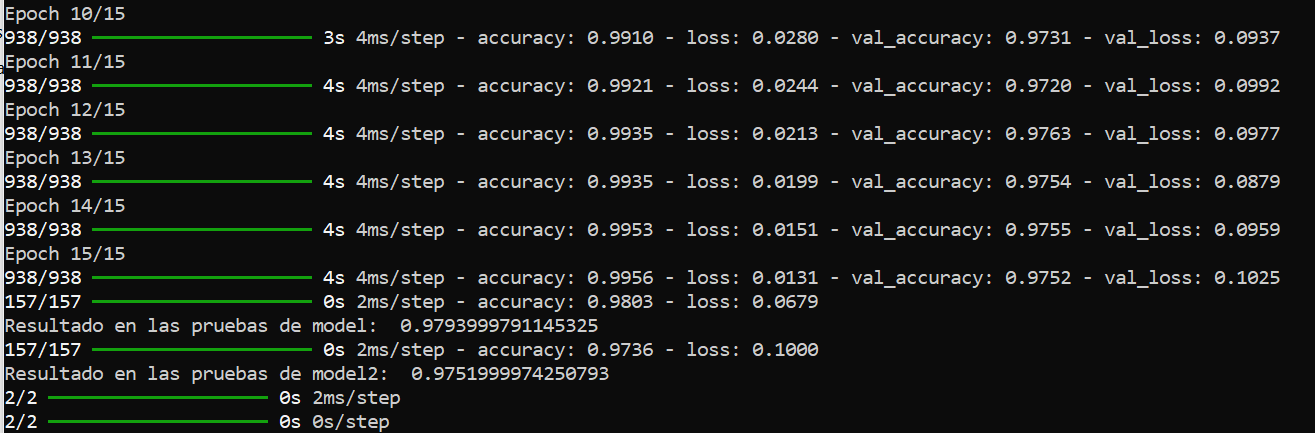 Epoch 10/15
938/938 ━━━━━━━━━━━━━━━━━━━━ 3s 4ms/step - accuracy: 0.9910 - loss: 0.0280 - val_accuracy: 0.9731 - val_loss: 0.0937
Epoch 11/15
938/938 ━━━━━━━━━━━━━━━━━━━━ 4s 4ms/step - accuracy: 0.9921 - loss: 0.0244 - val_accuracy: 0.9720 - val_loss: 0.0992
Epoch 12/15
938/938 ━━━━━━━━━━━━━━━━━━━━ 4s 4ms/step - accuracy: 0.9935 - loss: 0.0213 - val_accuracy: 0.9763 - val_loss: 0.0977
Epoch 13/15
938/938 ━━━━━━━━━━━━━━━━━━━━ 4s 4ms/step - accuracy: 0.9935 - loss: 0.0199 - val_accuracy: 0.9754 - val_loss: 0.0879
Epoch 14/15
938/938 ━━━━━━━━━━━━━━━━━━━━ 4s 4ms/step - accuracy: 0.9953 - loss: 0.0151 - val_accuracy: 0.9755 - val_loss: 0.0959
Epoch 15/15
938/938 ━━━━━━━━━━━━━━━━━━━━ 4s 4ms/step - accuracy: 0.9956 - loss: 0.0131 - val_accuracy: 0.9752 - val_loss: 0.1025
157/157 ━━━━━━━━━━━━━━━━━━━━ 0s 2ms/step - accuracy: 0.9803 - loss: 0.0679
Resultado en las pruebas de model:  0.9793999791145325
157/157 ━━━━━━━━━━━━━━━━━━━━ 0s 2ms/step - accuracy: 0.9736 - loss: 0.1000
Resultado en las pruebas de model2:  0.9751999974250793
2/2 ━━━━━━━━━━━━━━━━━━━━ 0s 2ms/step
2/2 ━━━━━━━━━━━━━━━━━━━━ 0s 0s/step